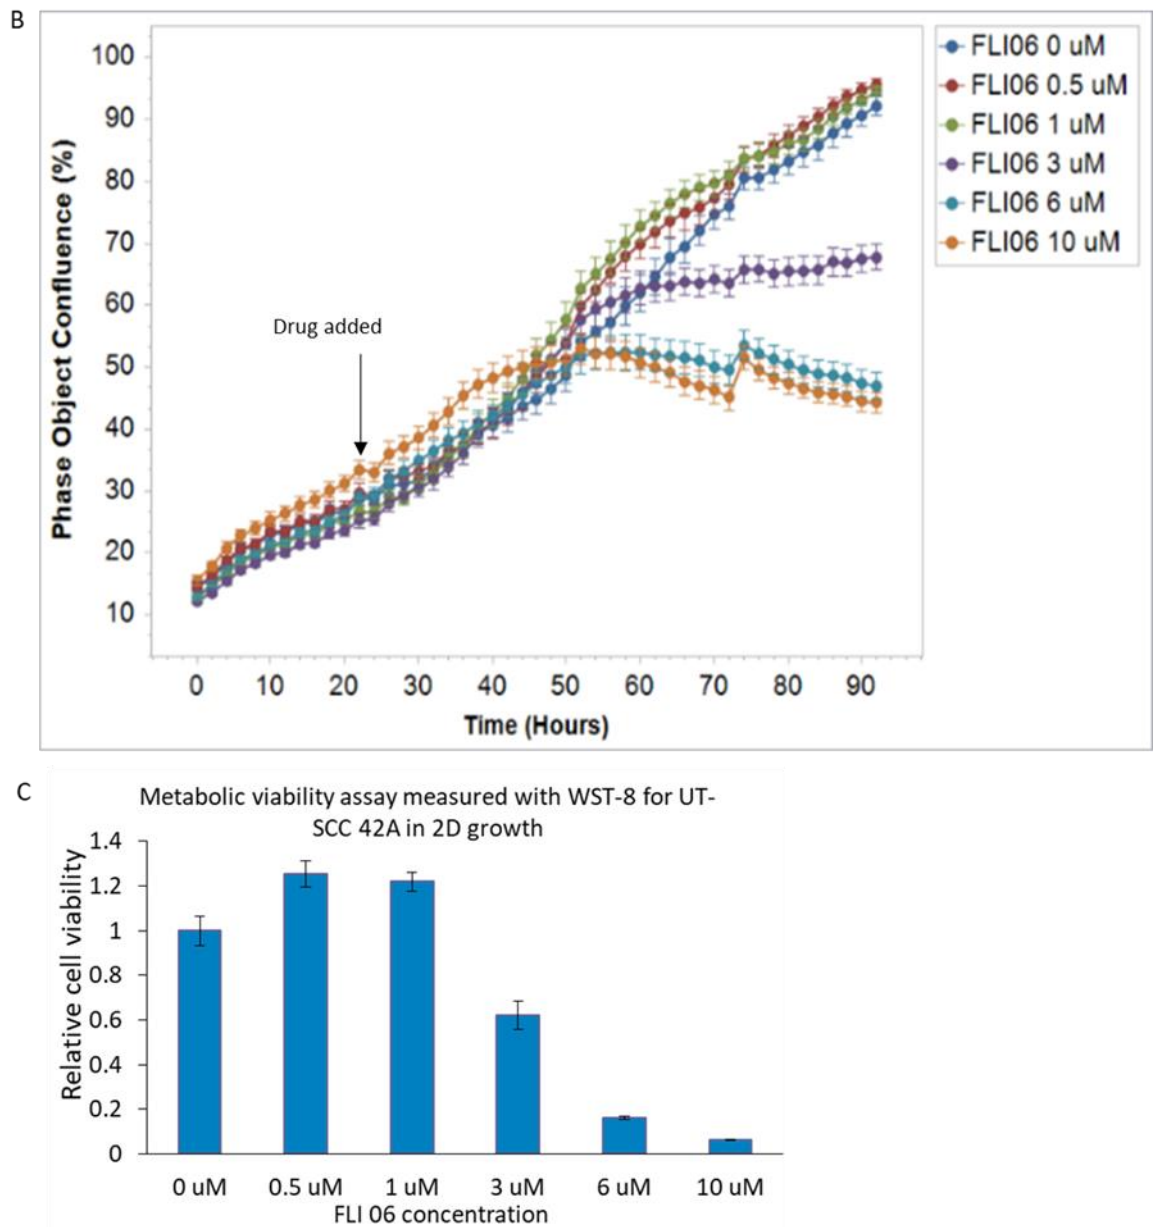 B
100
90
80
70
60
50
40
30
20
10
Phase Object Confluence (%)
Drug added
0 10 20 30 40 50 60 70 80 90
Time (Hours)
FLI06 0 uM
FLI06 0.5 uM
FLI06 1 uM
FLI06 3 uM
FLI06 6 uM
FLI06 10 uM
C
Metabolic viability assay measured with WST-8 for UT-
SCC 42A in 2D growth
1.4
1.2
1
0.8
0.6
0.4
0.2
0
Relative cell viability
0 uM 0.5 uM 1 uM 3 uM 6 uM 10 uM
FLI 06 concentration